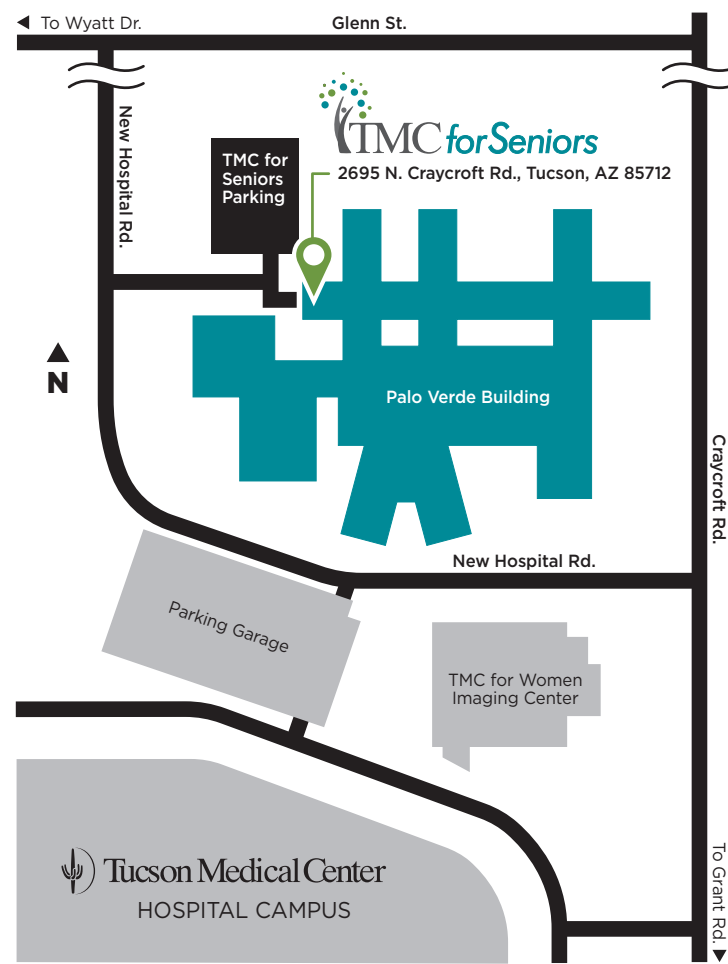 To Wyatt Dr.
Glenn St.
New Hospital Rd.
TMC for Seniors
TMC for
Seniors
Parking
2695 N. Craycroft Rd., Tucson, AZ 85712
N
Palo Verde Building
Craycroft Rd.
New Hospital Rd.
Parking Garage
TMC for Women
Imaging Center
To Grant Rd.
Tucson Medical Center
HOSPITAL CAMPUS